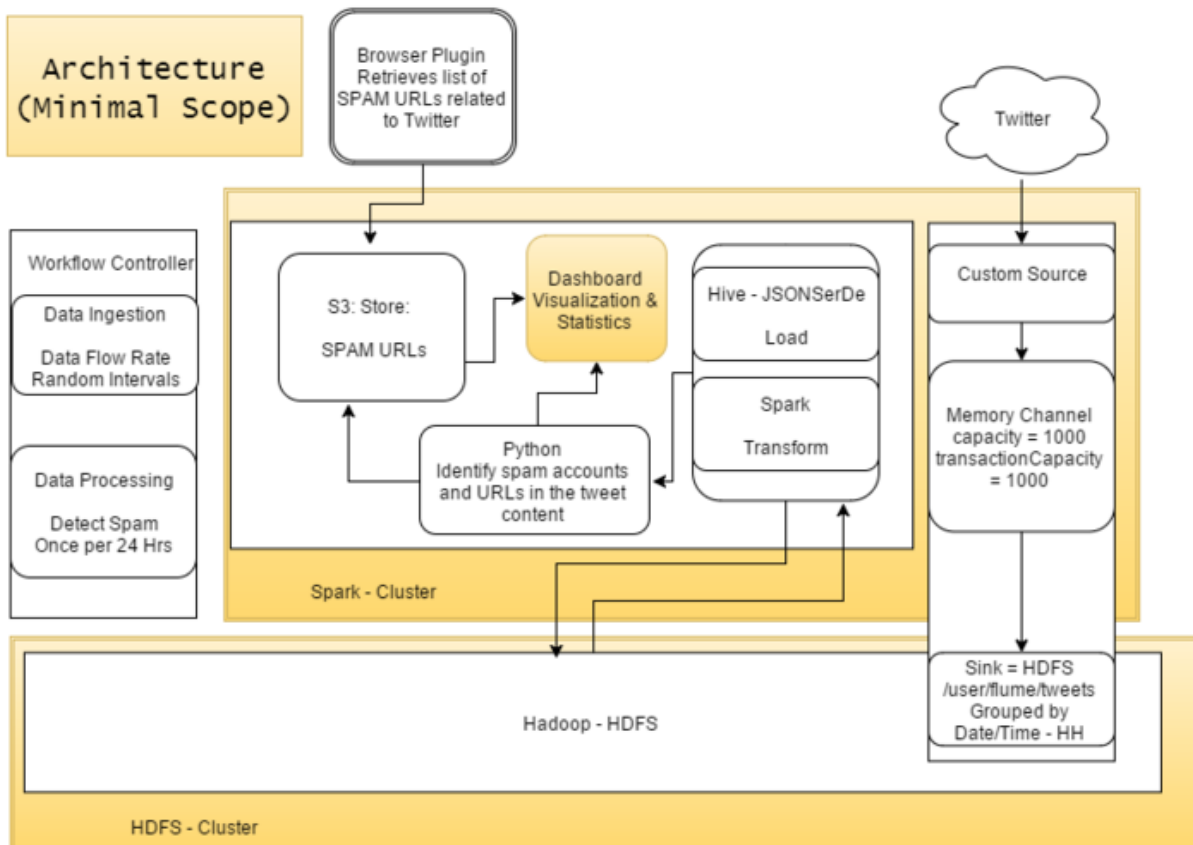 Architecture
(Minimal Scope)
Browser Plugin
Retrieves list of
SPAM URLs related
to Twitter
Twitter
Workflow Controller
Data Ingestion
Data Flow Rate
Random Intervals
Data Processing
Detect Spam
Once per 24 Hrs
S3: Store:
SPAM URLs
Dashboard
Visualization &
Statistics
Hive - JSONSerDe
Load
Spark
Transform
Python
Identify spam accounts
and URLs in the tweet
content
Custom Source
Memory Channel
capacity = 1000
transactionCapacity
= 1000
Spark - Cluster
Sink = HDFS
/user/flume/tweets
Grouped by
Date/Time - HH
Hadoop - HDFS
HDFS - Cluster